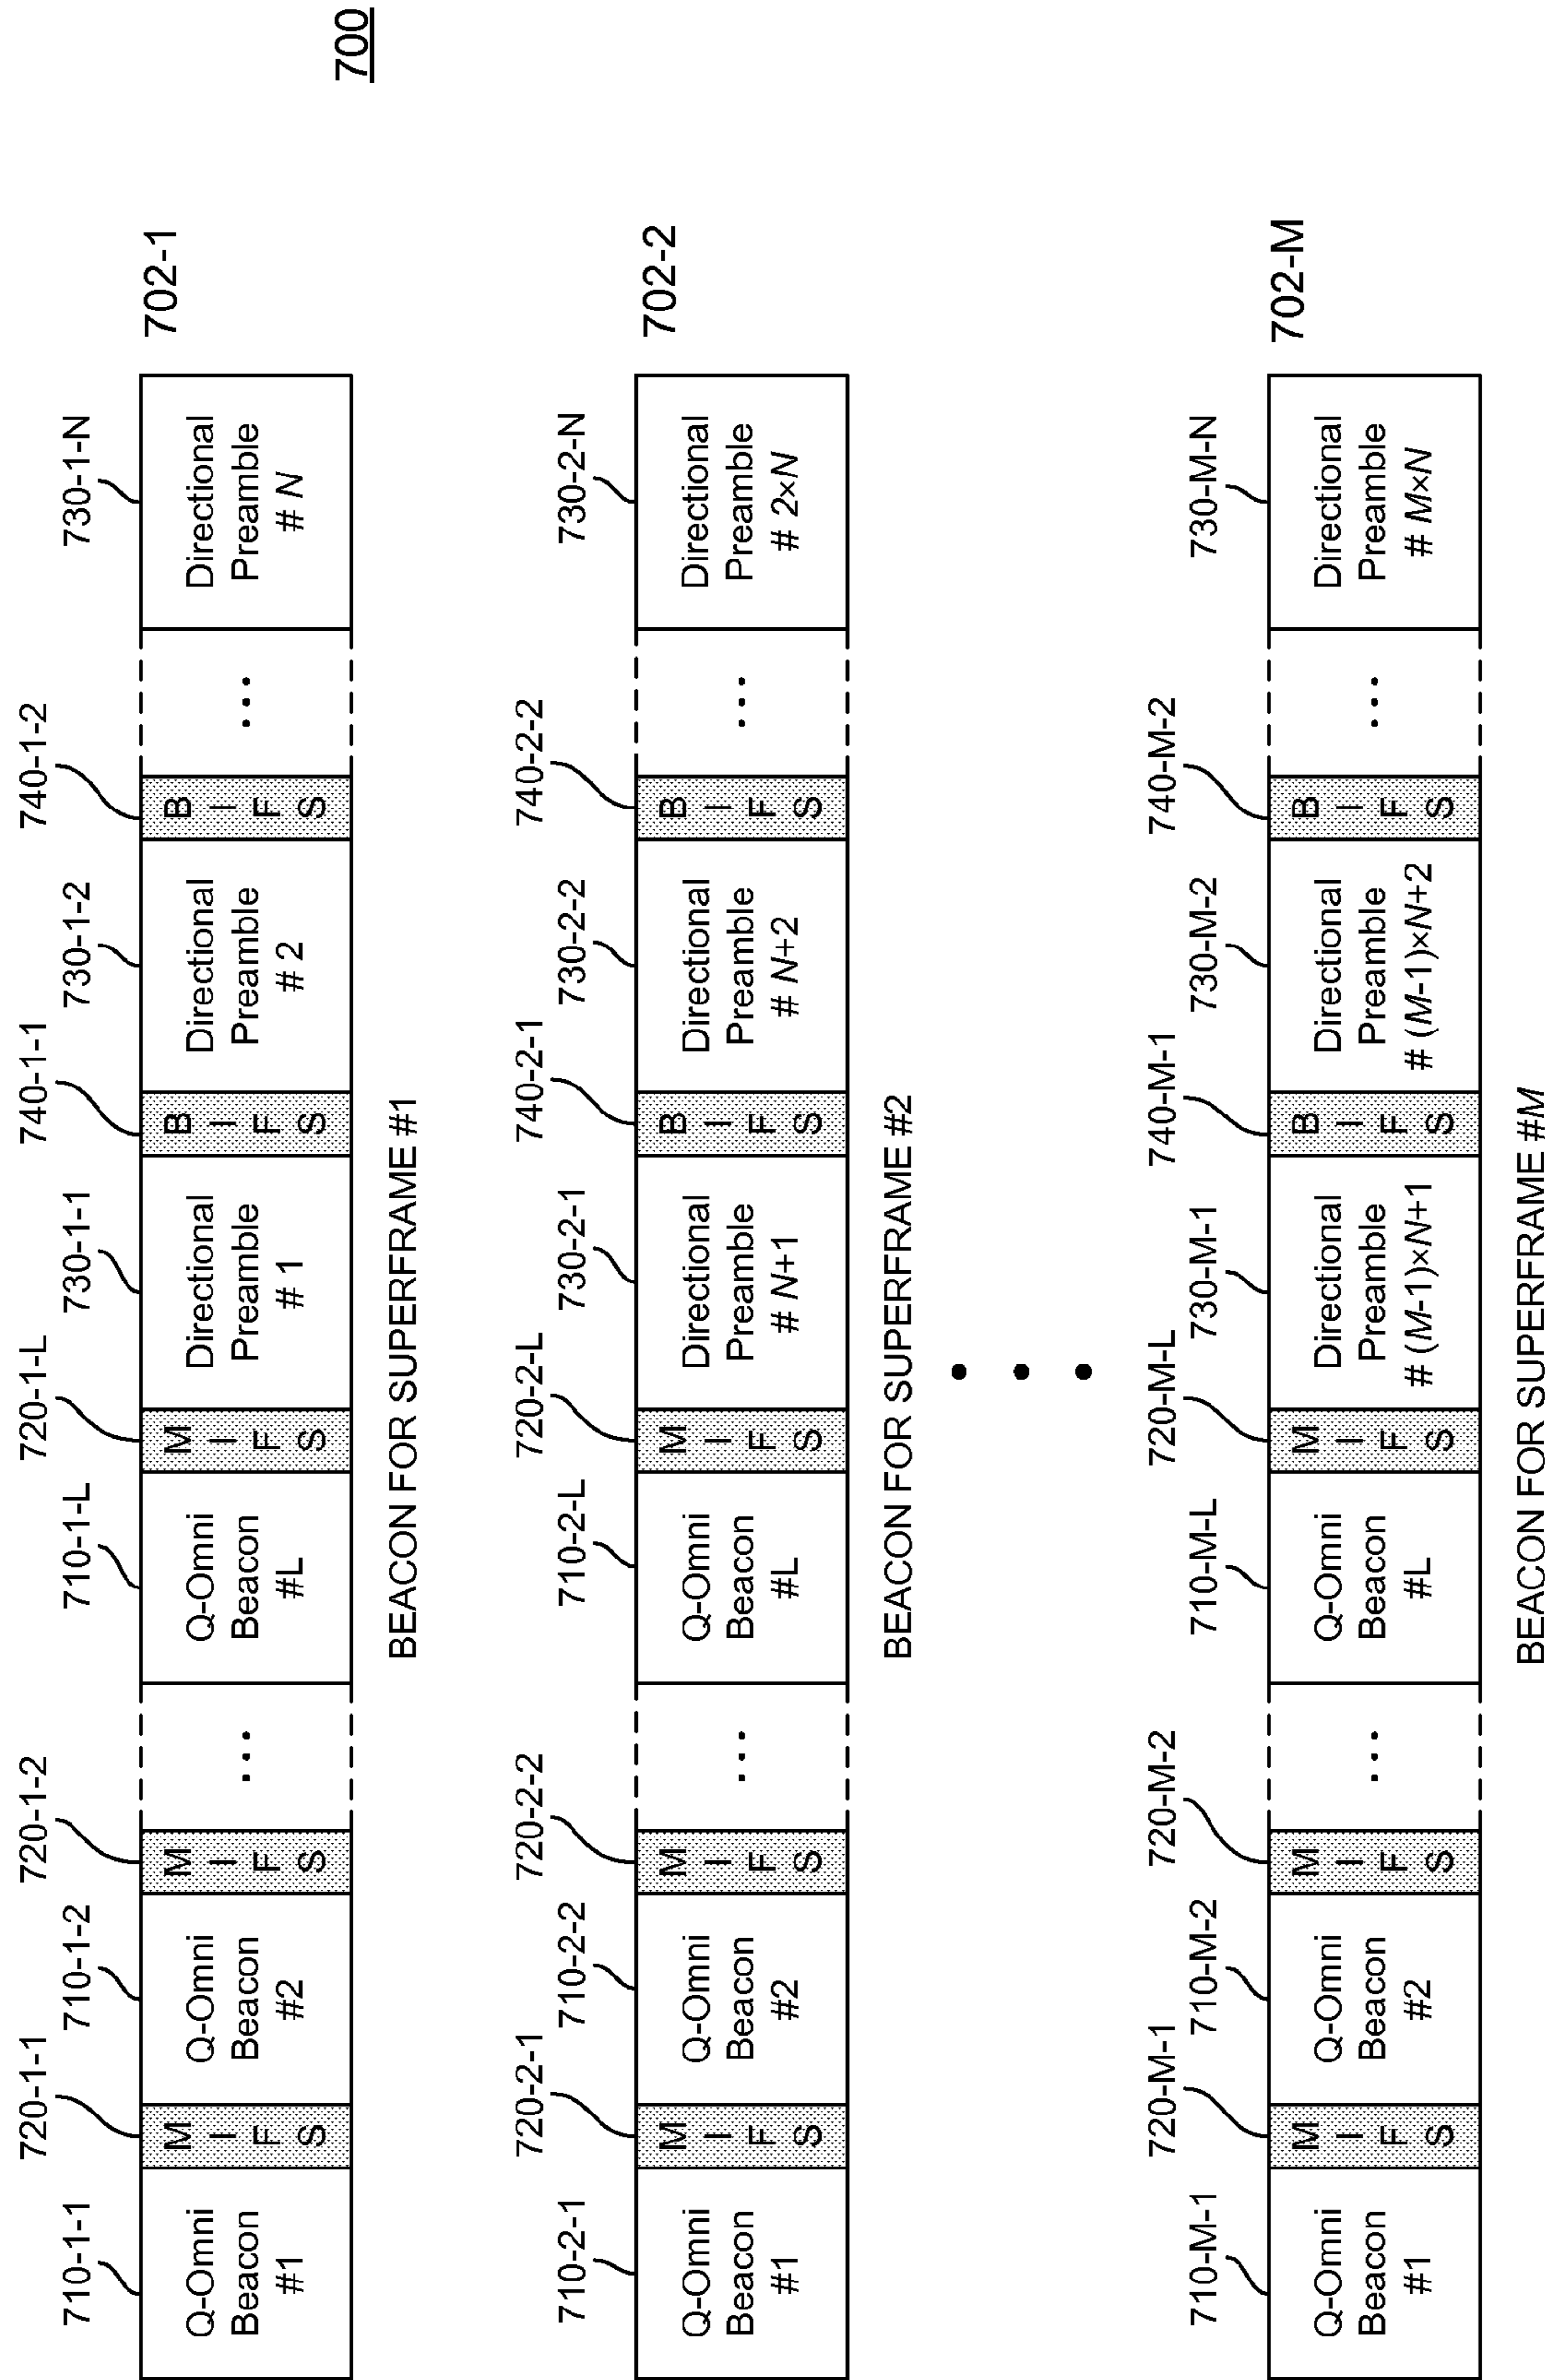 700
710-1-1 720-1-1 710-1-2 720-1-2 710-1-L 720-1-L 730-1-1 740-1-1 730-1-2 740-1-2 730-1-N
Q-Omni Beacon #1
MIFS
Q-Omni Beacon #2
MIFS
...
Q-Omni Beacon #L
MIFS
Directional Preamble # 1
BIFS
Directional Preamble # 2
BIFS
...
Directional Preamble # N
702-1
BEACON FOR SUPERFRAME #1
710-2-1 720-2-1 710-2-2 720-2-2 710-2-L 720-2-L 730-2-1 740-2-1 730-2-2 740-2-2 730-2-N
Q-Omni Beacon #1
MIFS
Q-Omni Beacon #2
MIFS
...
Q-Omni Beacon #L
MIFS
Directional Preamble # N+1
BIFS
Directional Preamble # N+2
BIFS
...
Directional Preamble # 2×N
702-2
BEACON FOR SUPERFRAME #2
710-M-1 720-M-1 710-M-2 720-M-2 710-M-L 720-M-L 730-M-1 740-M-1 730-M-2 740-M-2 730-M-N
Q-Omni Beacon #1
MIFS
Q-Omni Beacon #2
MIFS
...
Q-Omni Beacon #L
MIFS
Directional Preamble # (M-1)×N+1
BIFS
Directional Preamble # (M-1)×N+2
BIFS
...
Directional Preamble # M×N
702-M
BEACON FOR SUPERFRAME #M